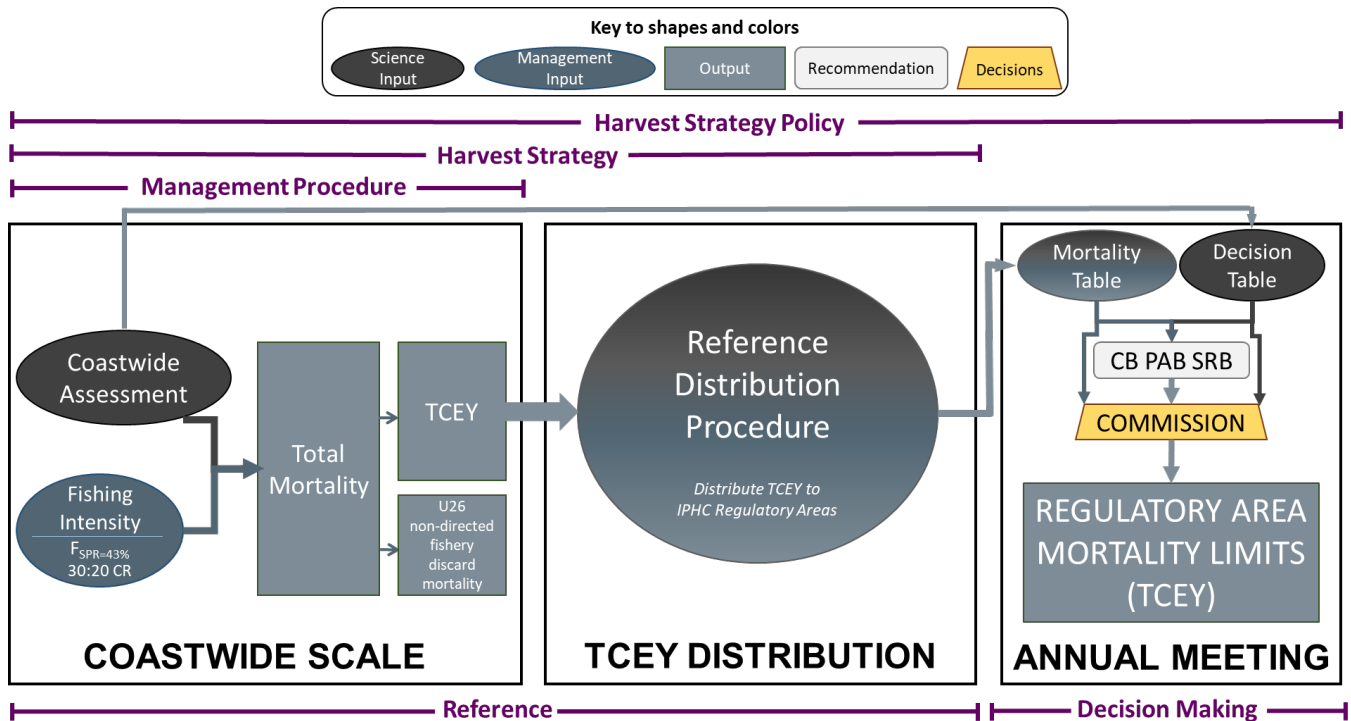 Key to shapes and colors
Science
Input
Management
Input
Output
Recommendation
Decisions
Harvest Strategy Policy
Harvest Strategy
Management Procedure
Coastwide
Assessment
Fishing
Intensity
FSPR=43%
30:20 CR
Total
Mortality
TCEY
U26
non-directed
fishery
discard
mortality
COASTWIDE SCALE
Reference
Distribution
Procedure
Distribute TCEY to
IPHC Regulatory Areas
TCEY DISTRIBUTION
Mortality
Table
Decision
Table
CB PAB SRB
COMMISSION
REGULATORY AREA
MORTALITY LIMITS
(TCEY)
ANNUAL MEETING
Reference
Decision Making